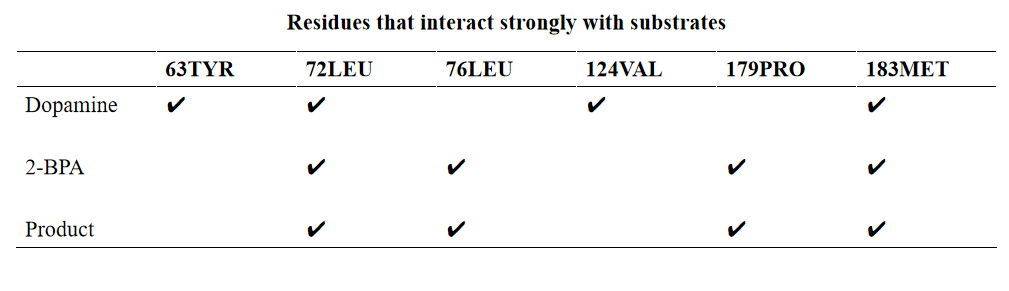 Residues that interact strongly with substrates
63TYR 72LEU 76LEU 124VAL 179PRO 183MET
Dopamine ✔ ✔ ✔ ✔
2-BPA ✔ ✔ ✔ ✔
Product ✔ ✔ ✔ ✔